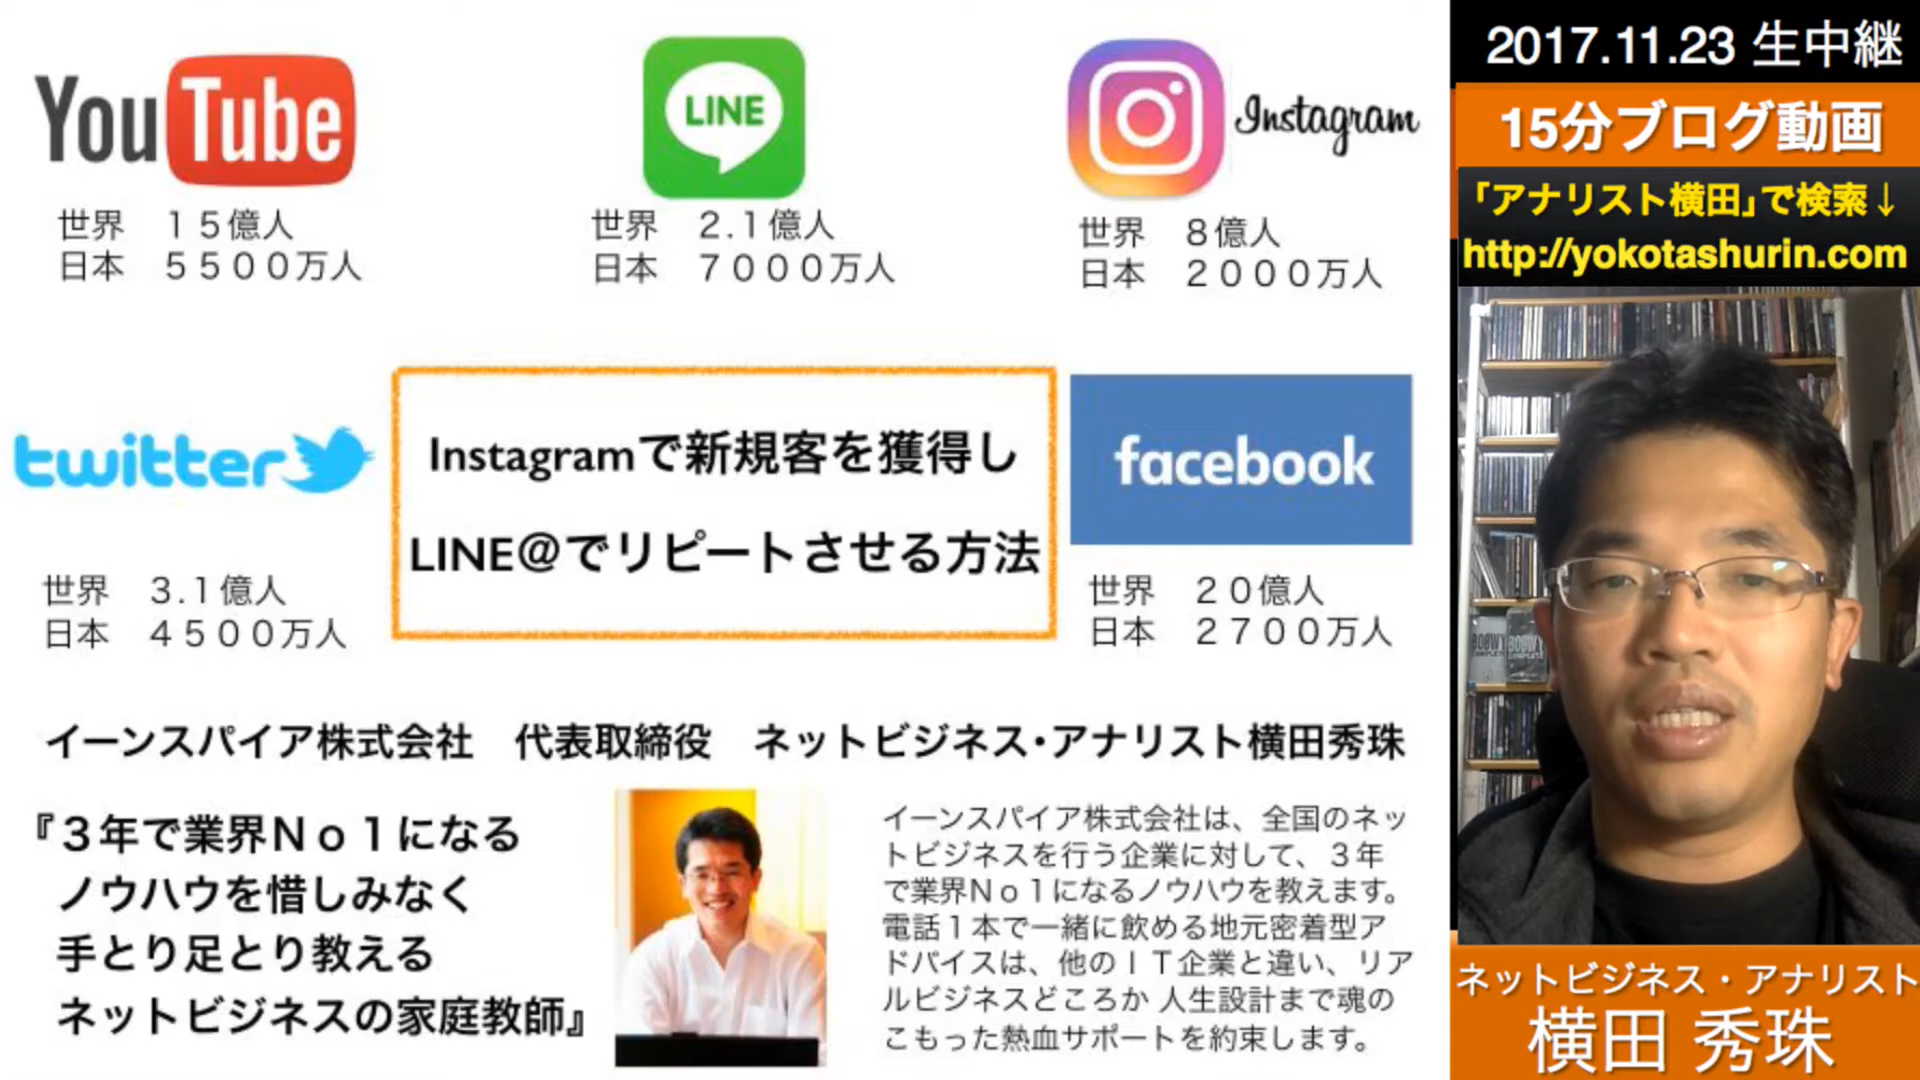 YouTube
世界　１５億人
日本　５５００万人
LINE
世界　２.１億人
日本　７０００万人
Instagram
世界　８億人
日本　２０００万人
twitter
世界　３.１億人
日本　４５００万人
Instagramで新規客を獲得し
LINE@でリピートさせる方法
facebook
世界　２０億人
日本　２７００万人
イーンスパイア株式会社　代表取締役　ネットビジネス・アナリスト横田秀珠
『３年で業界Ｎｏ１になる
ノウハウを惜しみなく
手とり足とり教える
ネットビジネスの家庭教師』
イーンスパイア株式会社は、全国のネッ
トビジネスを行う企業に対して、３年
で業界Ｎｏ１になるノウハウを教えます。
電話１本で一緒に飲める地元密着型ア
ドバイスは、他のＩＴ企業と違い、リア
ルビジネスどころか 人生設計まで魂の
こもった熱血サポートを約束します。
2017.11.23 生中継
15分ブログ動画
「アナリスト横田」で検索↓
http://yokotashurin.com
BOØWY
COMPLETE
BOØWY
COMPLETE
ネットビジネス・アナリスト
横田 秀珠